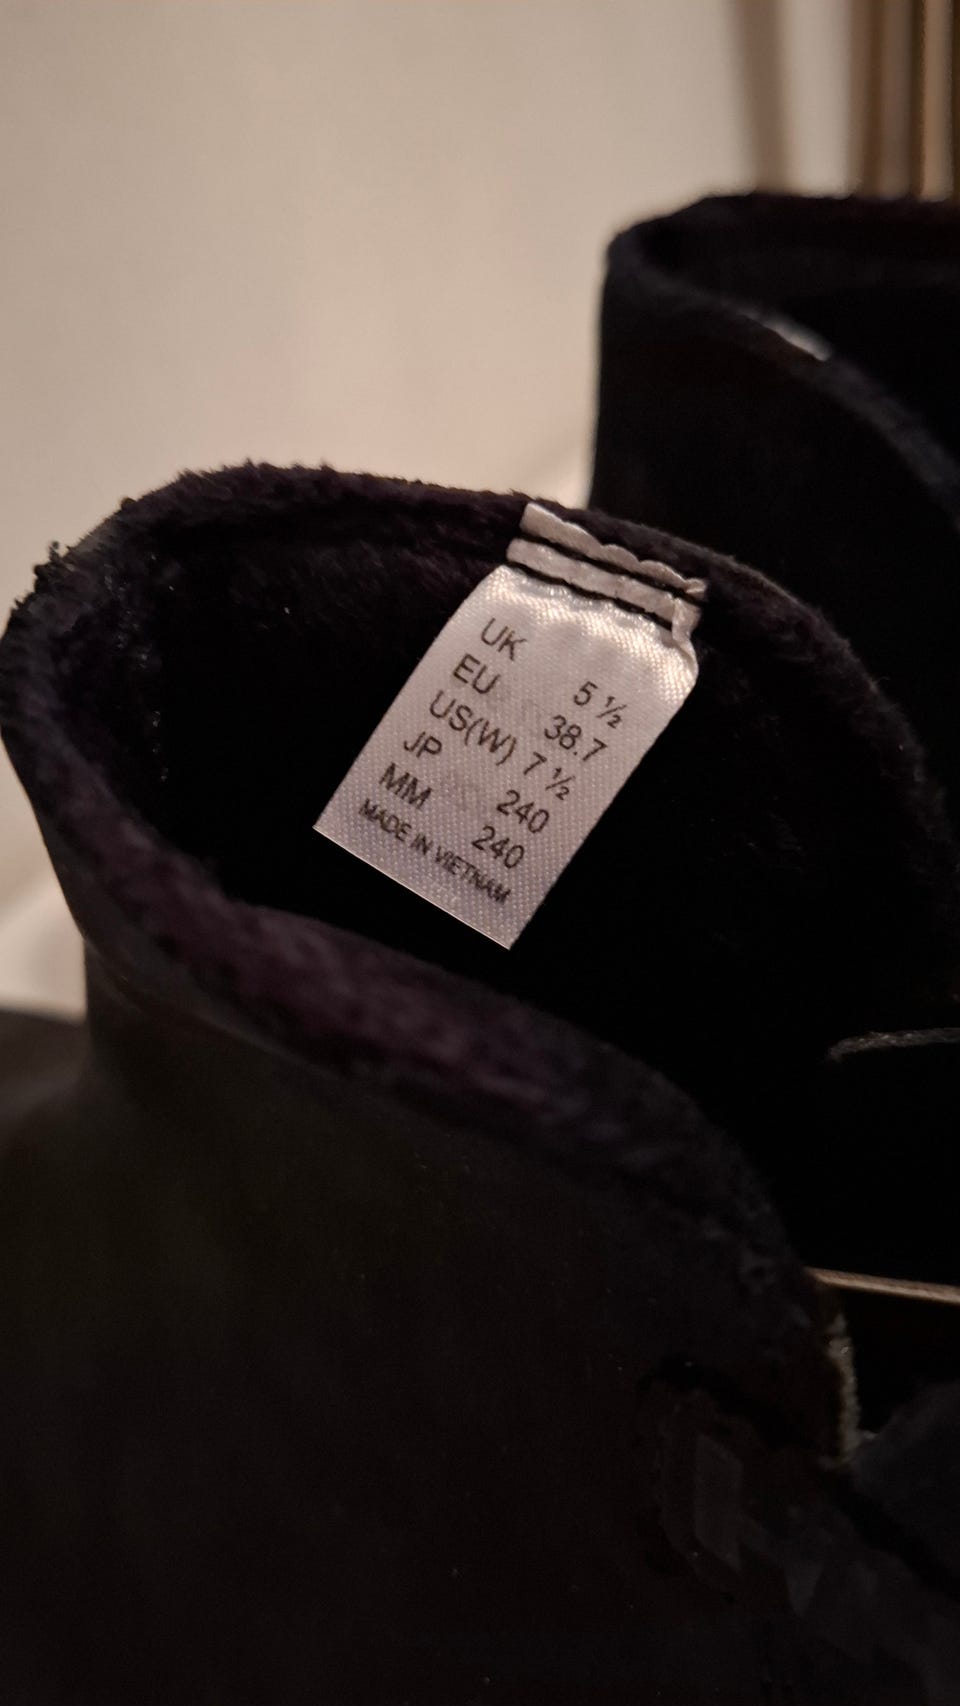 UK 5 ½
EU 38.7
US(W) 7 ½
JP 240
MM 240
MADE IN VIETNAM